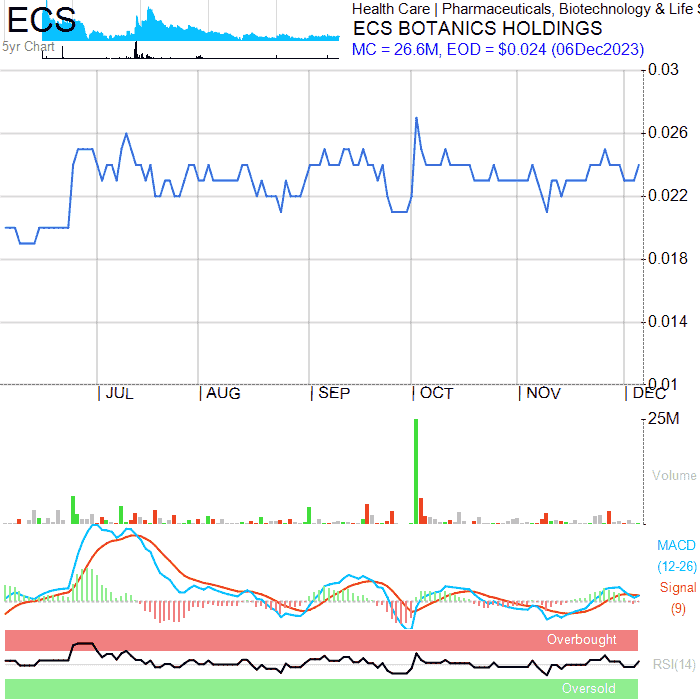 ECS
5yr Chart
Health Care | Pharmaceuticals, Biotechnology & Life S
ECS BOTANICS HOLDINGS
MC = 26.6M, EOD = $0.024 (06Dec2023)
0.03
0.026
0.022
0.018
0.014
0.01
| JUL | AUG | SEP | OCT | NOV | DEC
25M
Volume
MACD
(12-26)
Signal
(9)
Overbought
RSI(14)
Oversold